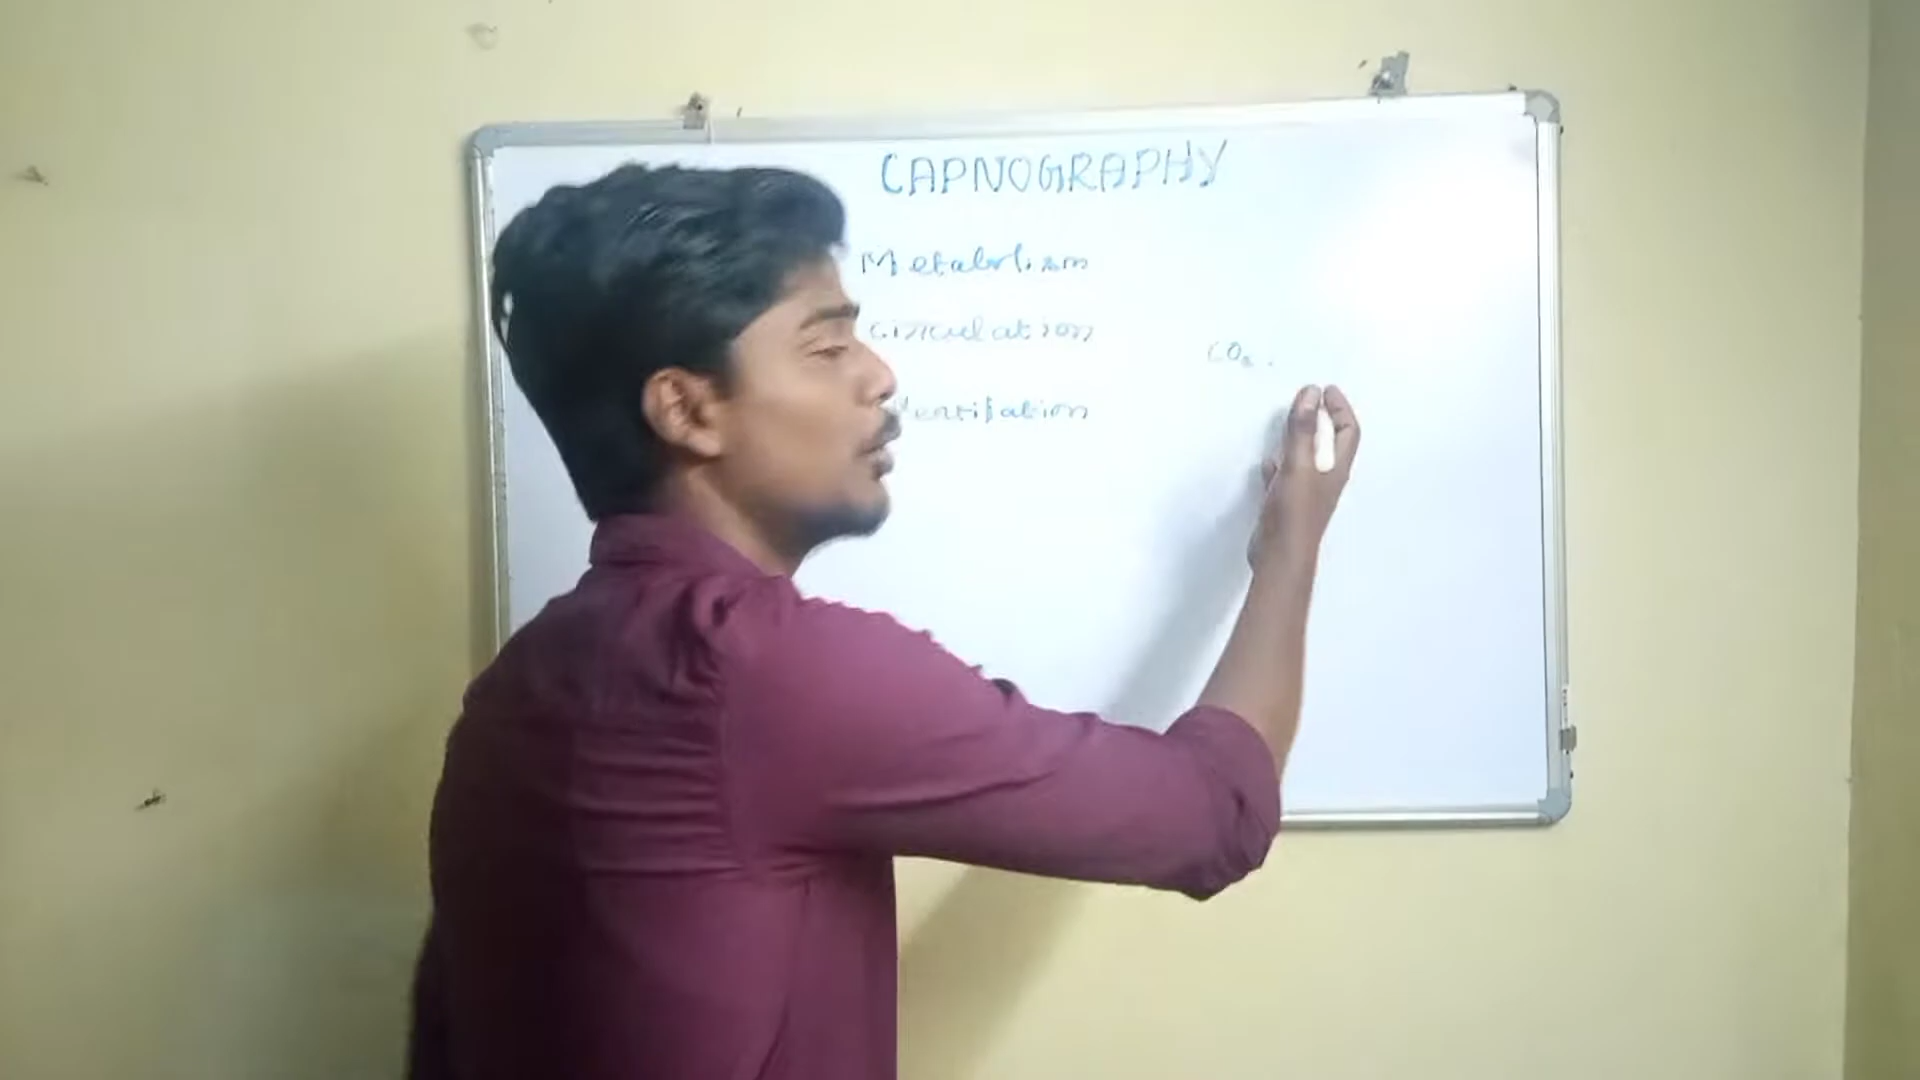 CAPNOGRAPHY
Metabolism
circulation
CO₂.
Ventilation